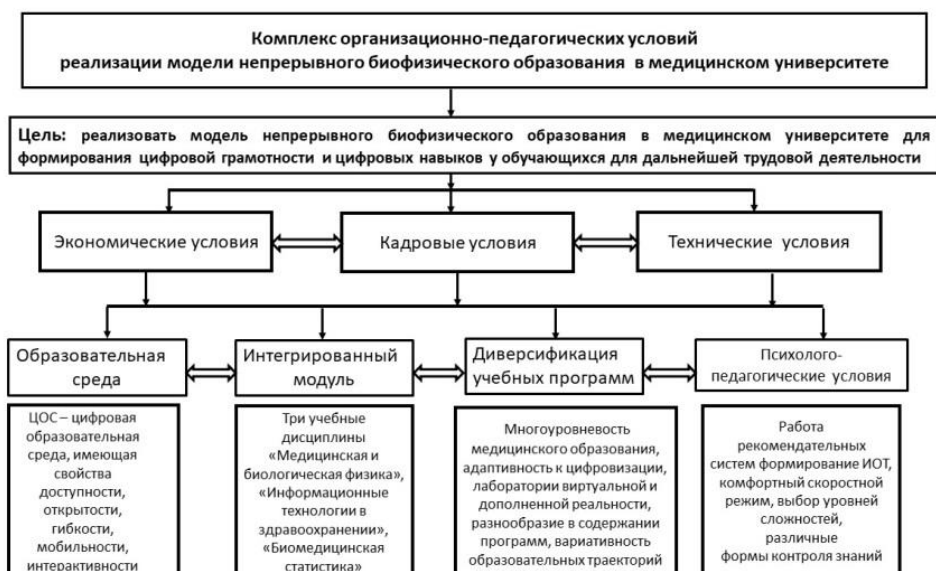 Комплекс организационно-педагогических условий
реализации модели непрерывного биофизического образования в медицинском университете
Цель: реализовать модель непрерывного биофизического образования в медицинском университете для
формирования цифровой грамотности и цифровых навыков у обучающихся для дальнейшей трудовой деятельности
Экономические условия
Кадровые условия
Технические условия
Образовательная
среда
Интегрированный
модуль
Диверсификация
учебных программ
Психолого-
педагогические условия
ЦОС – цифровая
образовательная
среда, имеющая
свойства
доступности,
открытости,
гибкости,
мобильности,
интерактивности
Три учебные
дисциплины
«Медицинская и
биологическая физика»,
«Информационные
технологии в
здравоохранении»,
«Биомедицинская
статистика»
Многоуровневость
медицинского образования,
адаптивность к цифровизации,
лаборатории виртуальной и
дополненной реальности,
разнообразие в содержании
программ, вариативность
образовательных траекторий
Работа
рекомендательных
систем формирование ИОТ,
комфортный скоростной
режим, выбор уровней
сложностей,
различные
формы контроля знаний